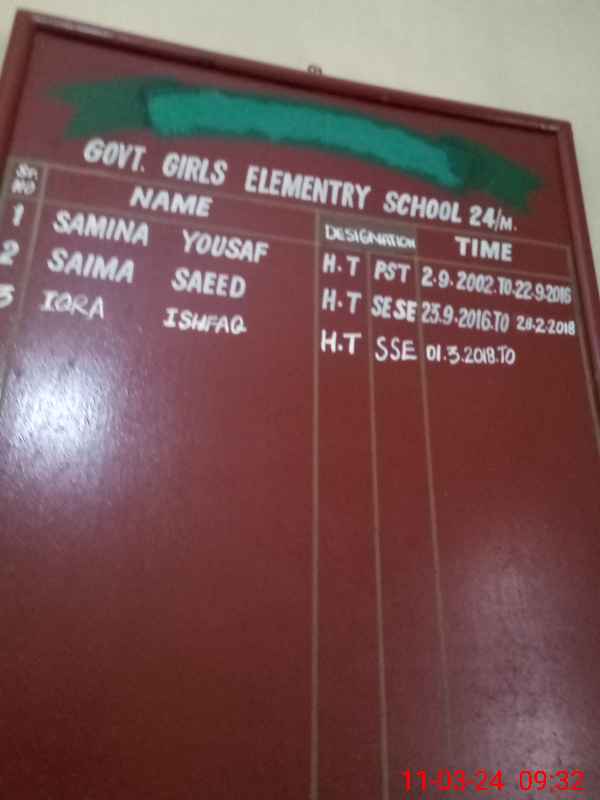 GOVT. GIRLS ELEMENTRY SCHOOL 24/M.
Sr. NO NAME DESIGNATION TIME
1 SAMINA YOUSAF H.T PST 2.9.2002.TO.22.9.2016
2 SAIMA SAEED H.T SESE 23.9.2016.TO 28.2.2018
3 IQRA ISHFAQ H.T SSE 01.3.2018.TO
11-03-24 09:32